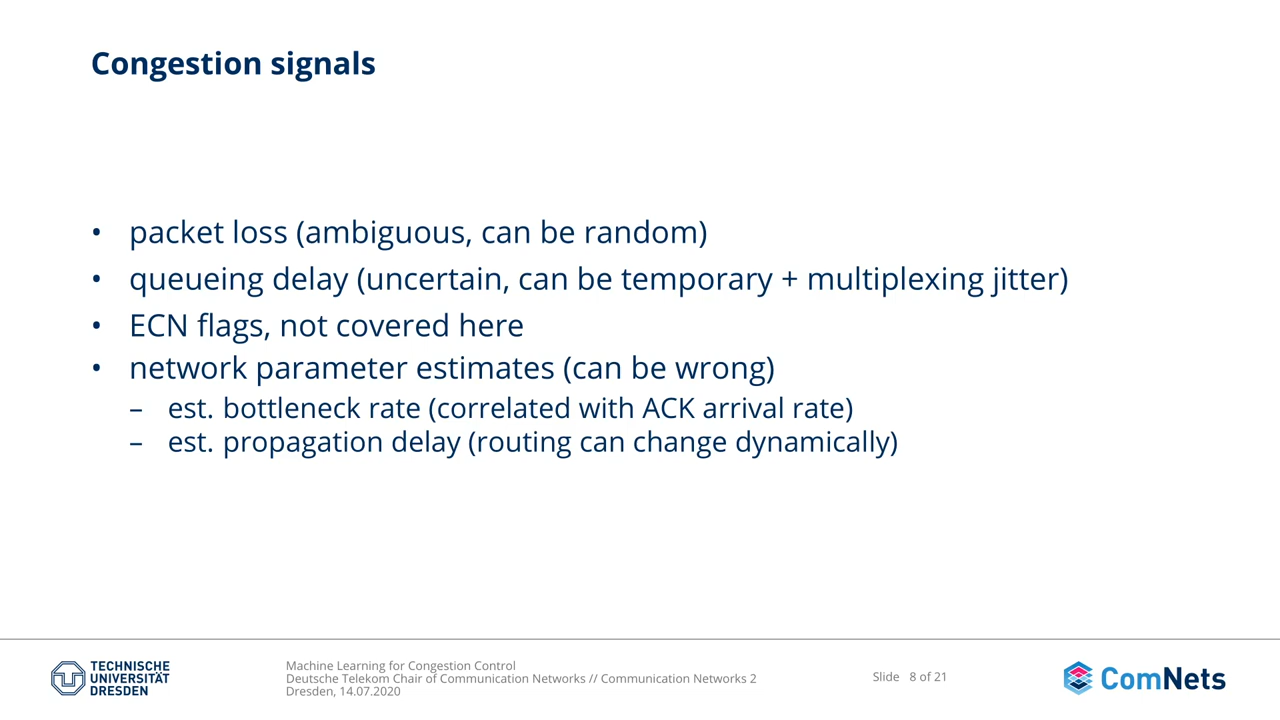 Congestion signals
• packet loss (ambiguous, can be random)
• queueing delay (uncertain, can be temporary + multiplexing jitter)
• ECN flags, not covered here
• network parameter estimates (can be wrong)
– est. bottleneck rate (correlated with ACK arrival rate)
– est. propagation delay (routing can change dynamically)
TECHNISCHE
UNIVERSITÄT
DRESDEN
Machine Learning for Congestion Control
Deutsche Telekom Chair of Communication Networks // Communication Networks 2
Dresden, 14.07.2020
Slide 8 of 21
ComNets